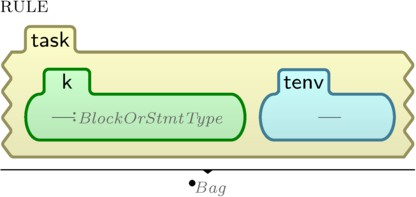 RULE
task
k tenv
—:BlockOrStmtType —
•Bag